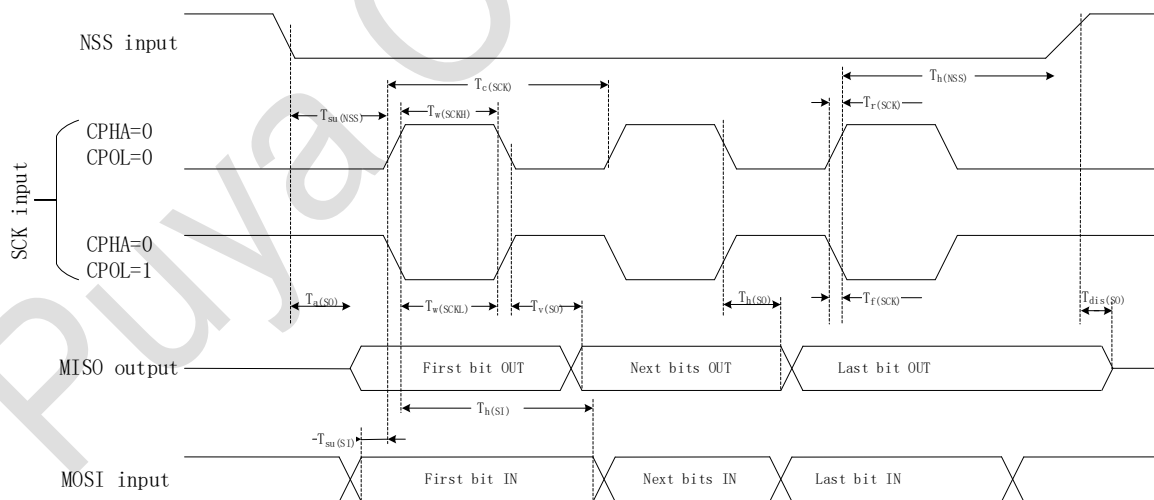 NSS input
Th(NSS)
Tc(SCK)
Tr(SCK)
Tsu(NSS)
Tw(SCKH)
CPHA=0
CPOL=0
SCK input
CPHA=0
CPOL=1
Ta(SO)
Tw(SCKL)
Tv(SO)
Th(SO)
Tf(SCK)
Tdis(SO)
MISO output
First bit OUT
Next bits OUT
Last bit OUT
Th(SI)
Tsu(SI)
MOSI input
First bit IN
Next bits IN
Last bit IN
Puya